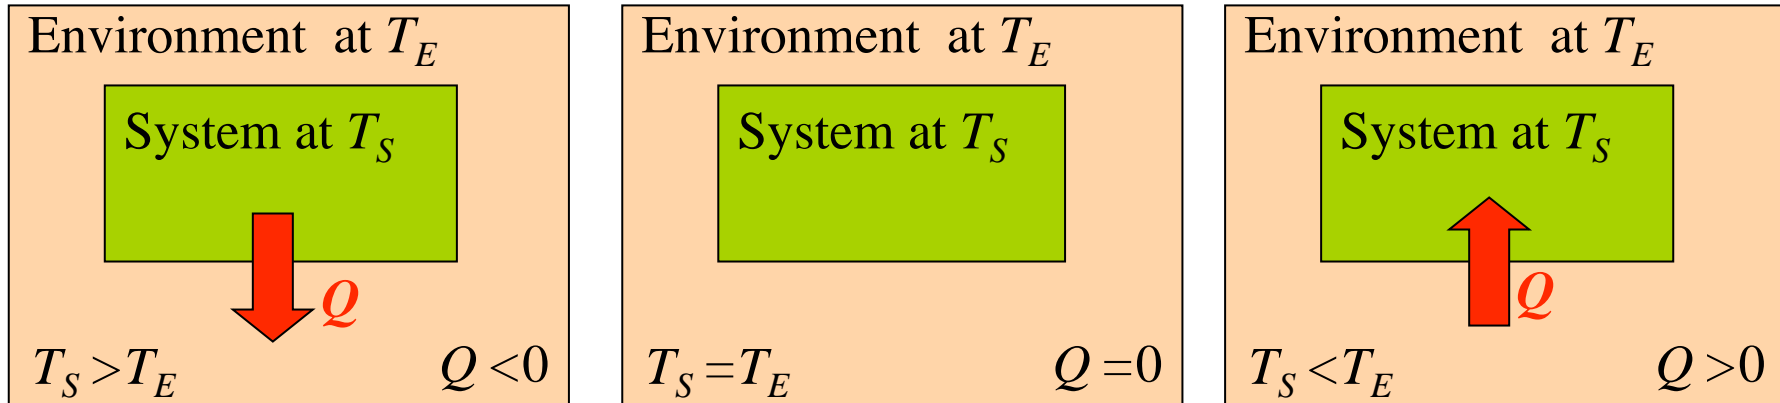 Environment at T_E
System at T_S
Q
T_S >T_E Q <0
Environment at T_E
System at T_S
T_S =T_E Q =0
Environment at T_E
System at T_S
Q
T_S <T_E Q >0